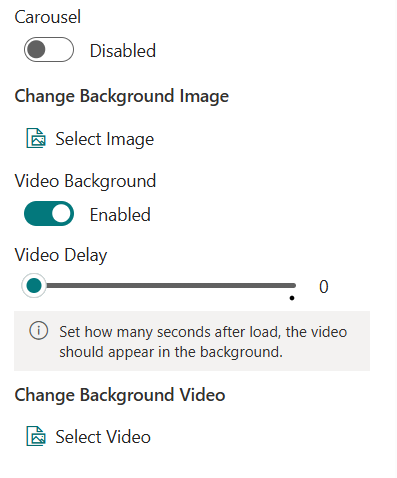 Carousel
Disabled
Change Background Image
Select Image
Video Background
Enabled
Video Delay
0
Set how many seconds after load, the video
should appear in the background.
Change Background Video
Select Video